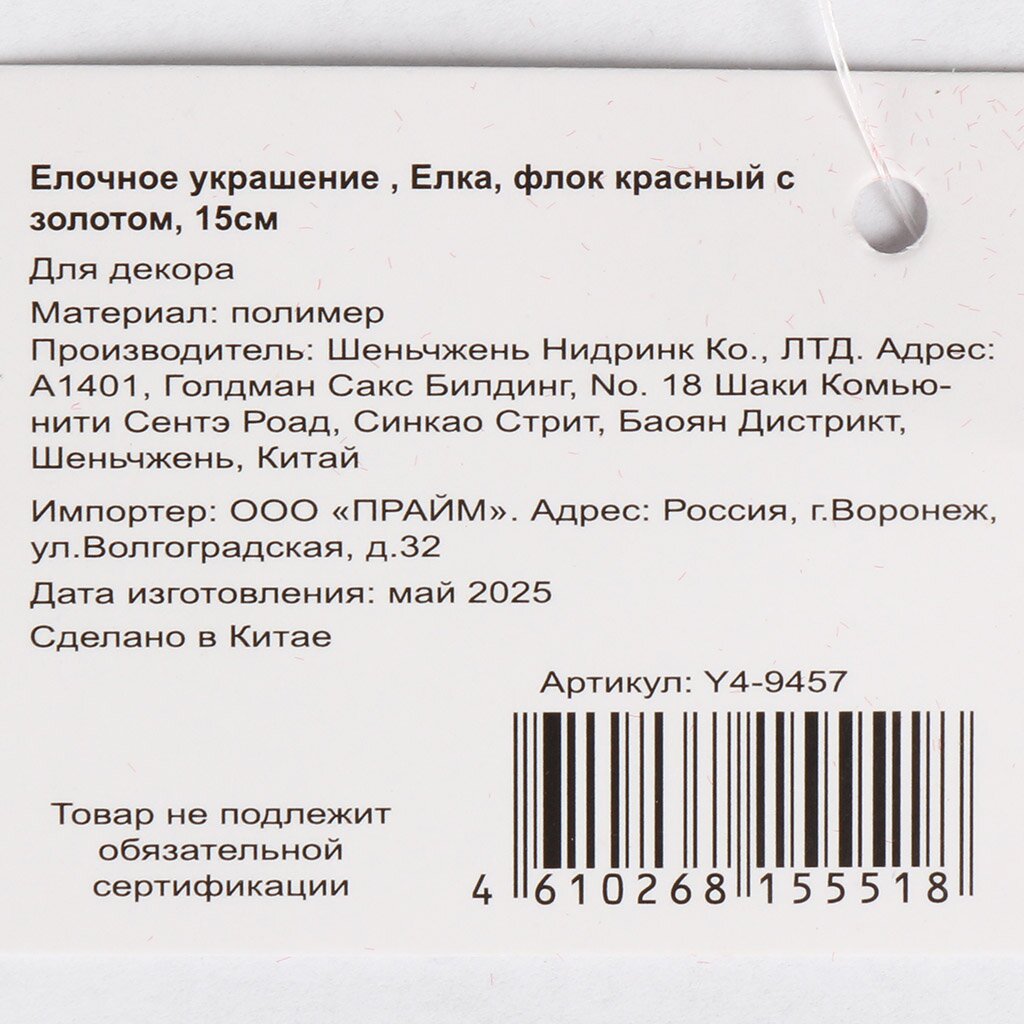 Елочное украшение , Елка, флок красный с
золотом, 15см
Для декора
Материал: полимер
Производитель: Шеньчжень Нидринк Ко., ЛТД. Адрес:
А1401, Голдман Сакс Билдинг, No. 18 Шаки Комью-
нити Сентэ Роад, Синкао Стрит, Баоян Дистрикт,
Шеньчжень, Китай
Импортер: ООО «ПРАЙМ». Адрес: Россия, г.Воронеж,
ул.Волгоградская, д.32
Дата изготовления: май 2025
Сделано в Китае
Артикул: Y4-9457
Товар не подлежит
обязательной
сертификации
4 610268 155518